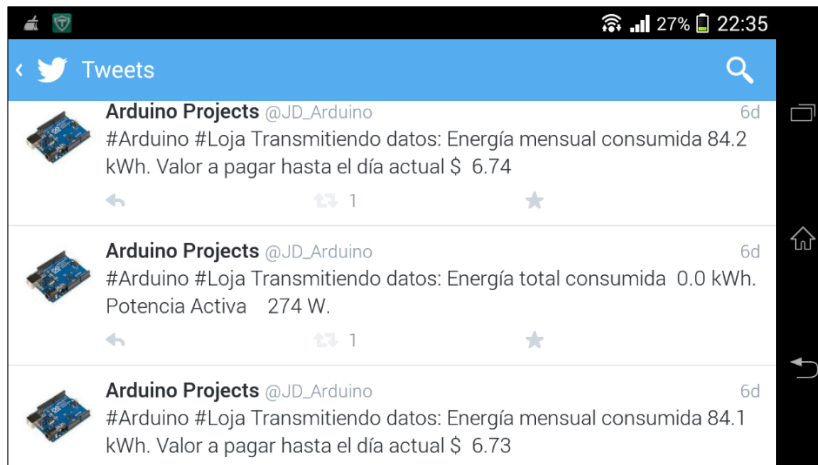 27% 22:35
Tweets
Arduino Projects @JD_Arduino 6d
#Arduino #Loja Transmitiendo datos: Energía mensual consumida 84.2
kWh. Valor a pagar hasta el día actual $ 6.74
1
Arduino Projects @JD_Arduino 6d
#Arduino #Loja Transmitiendo datos: Energía total consumida 0.0 kWh.
Potencia Activa 274 W.
1
Arduino Projects @JD_Arduino 6d
#Arduino #Loja Transmitiendo datos: Energía mensual consumida 84.1
kWh. Valor a pagar hasta el día actual $ 6.73